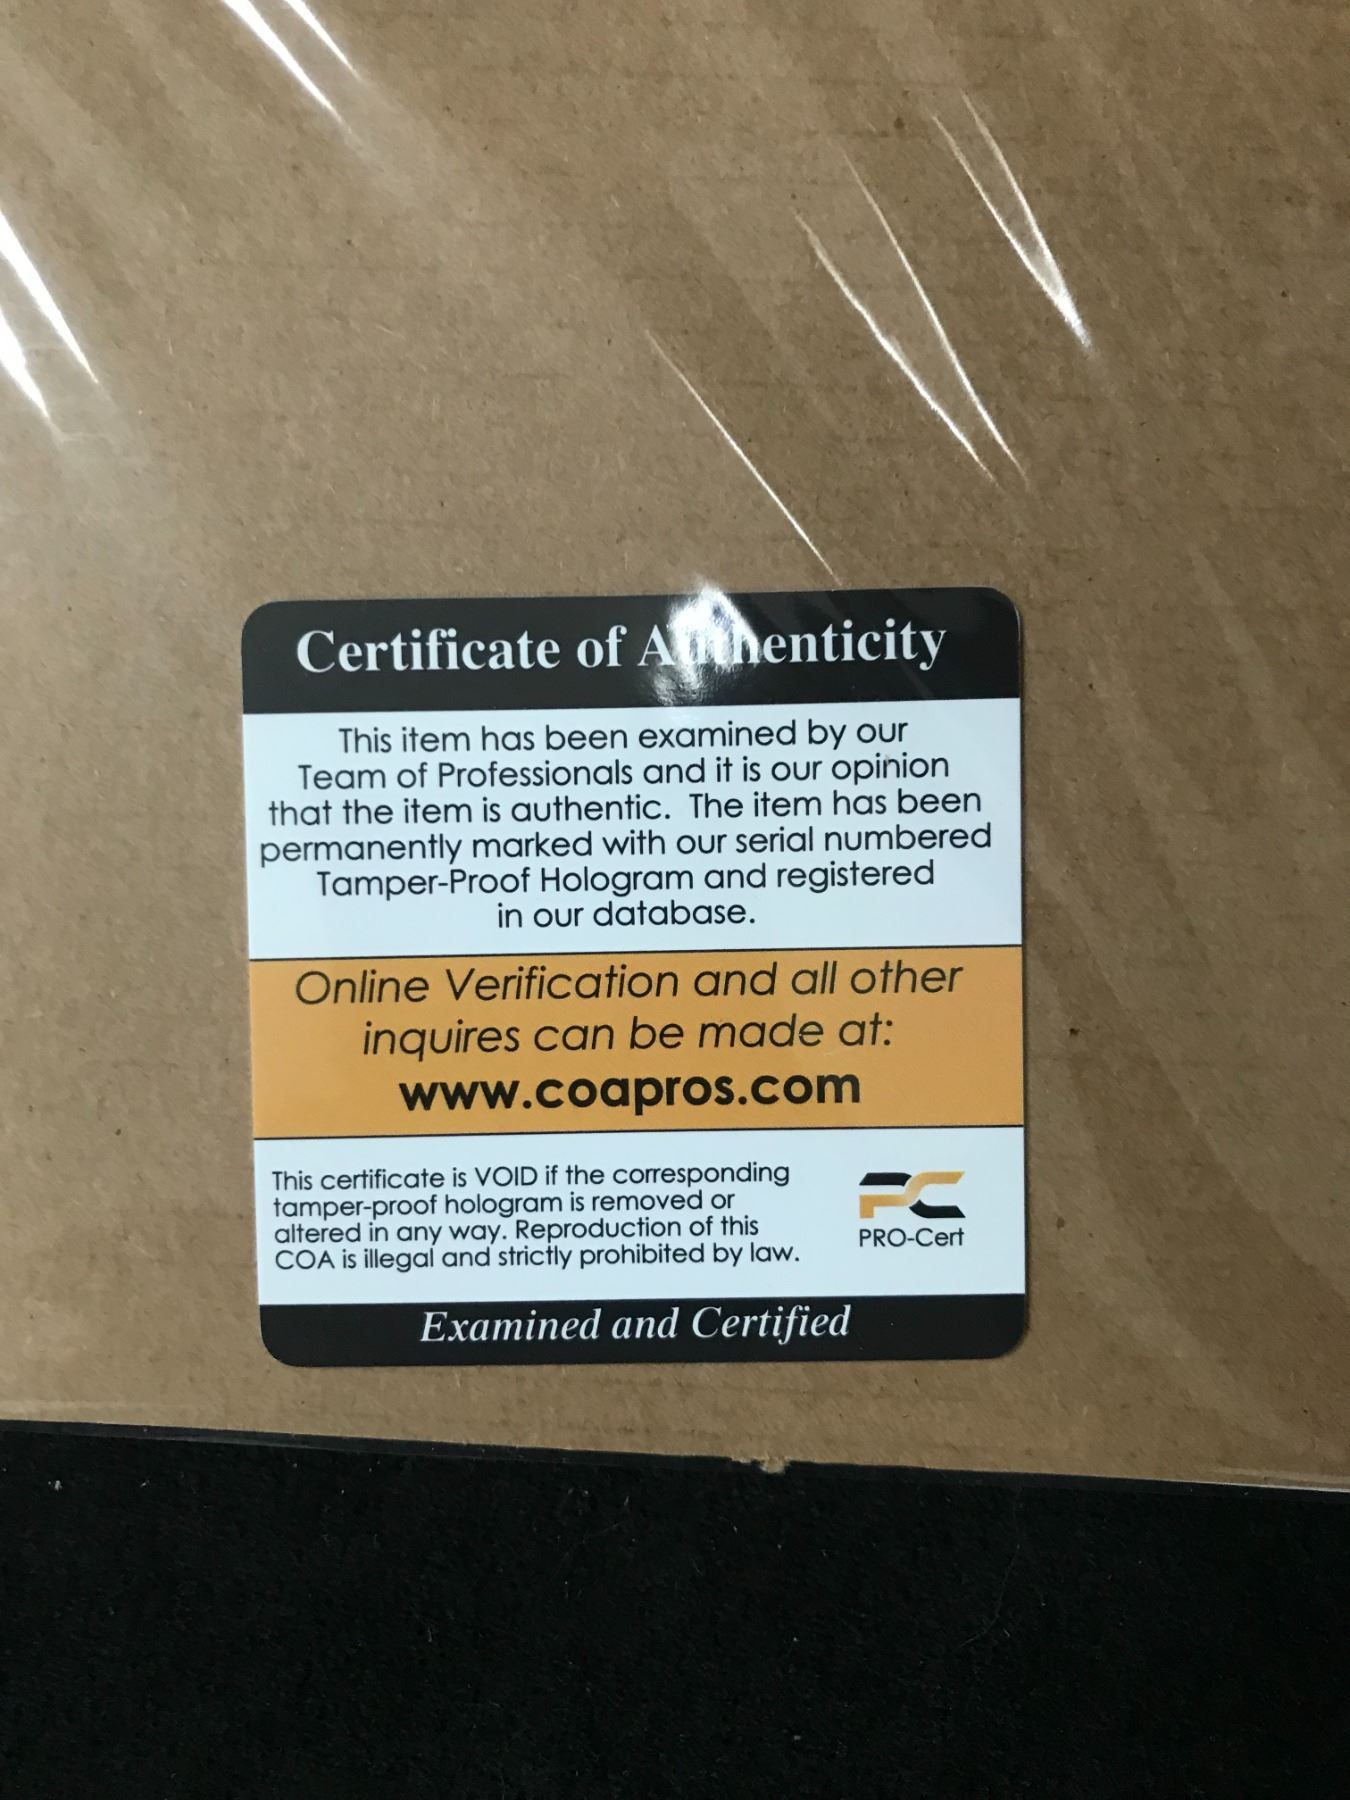 Certificate of Authenticity
This item has been examined by our
Team of Professionals and it is our opinion
that the item is authentic. The item has been
permanently marked with our serial numbered
Tamper-Proof Hologram and registered
in our database.
Online Verification and all other
inquires can be made at:
www.coapros.com
This certificate is VOID if the corresponding
tamper-proof hologram is removed or
altered in any way. Reproduction of this
COA is illegal and strictly prohibited by law.
PC
PRO-Cert
Examined and Certified